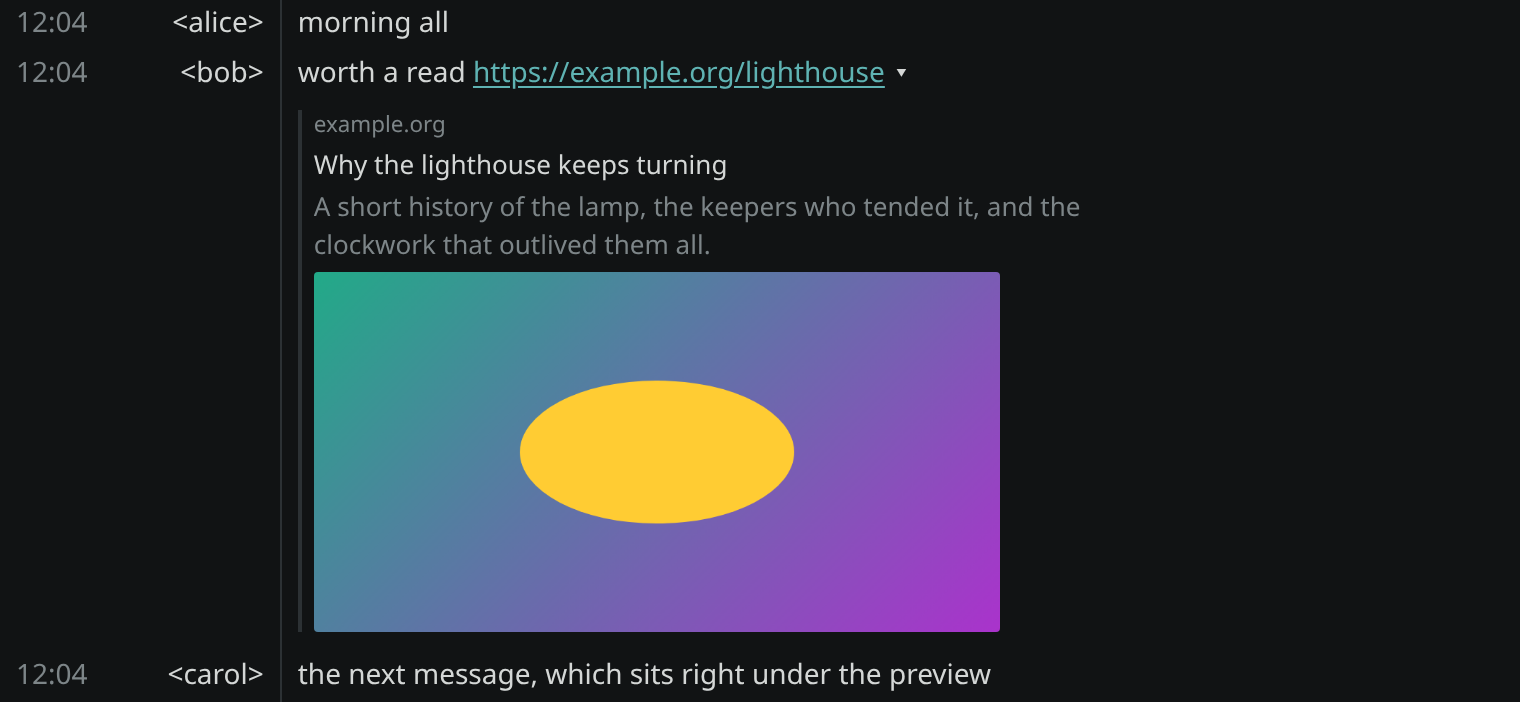 12:04 <alice> morning all
12:04 <bob> worth a read https://example.org/lighthouse ▾
example.org
Why the lighthouse keeps turning
A short history of the lamp, the keepers who tended it, and the
clockwork that outlived them all.
12:04 <carol> the next message, which sits right under the preview